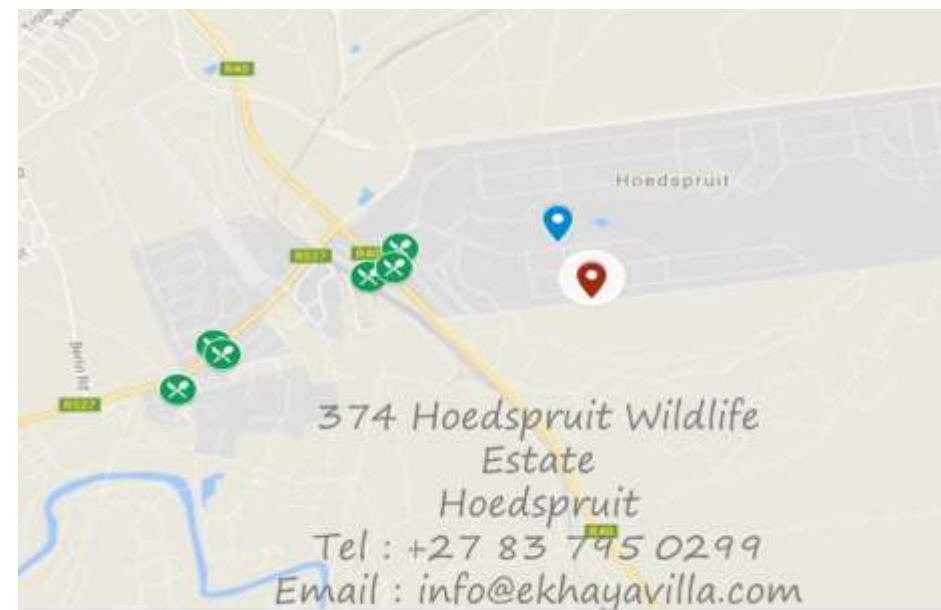 R40
Hoedspruit
R527
R40
R527
374 Hoedspruit Wildlife
Estate
Hoedspruit
R40
Tel : +27 83 795 0299
Email : info@ekhayavilla.com